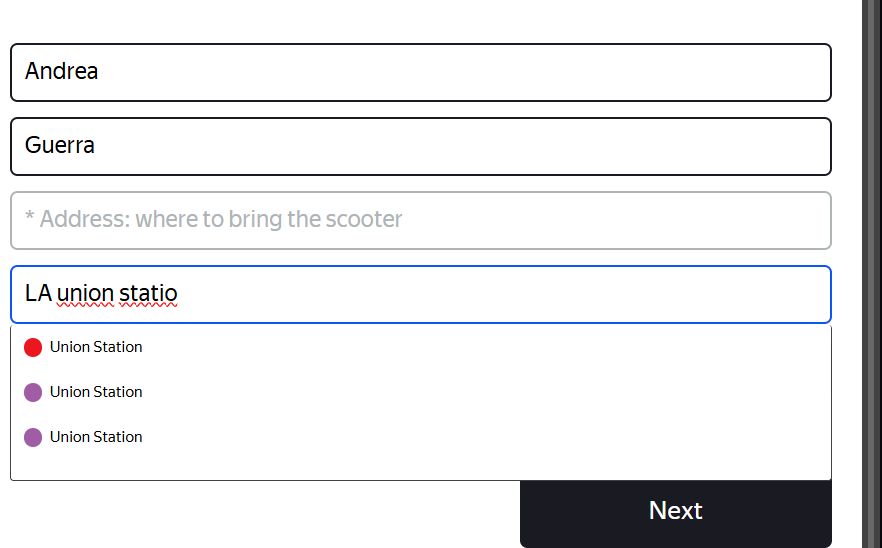 Andrea
Guerra
* Address: where to bring the scooter
LA union statio
Union Station
Union Station
Union Station
Next